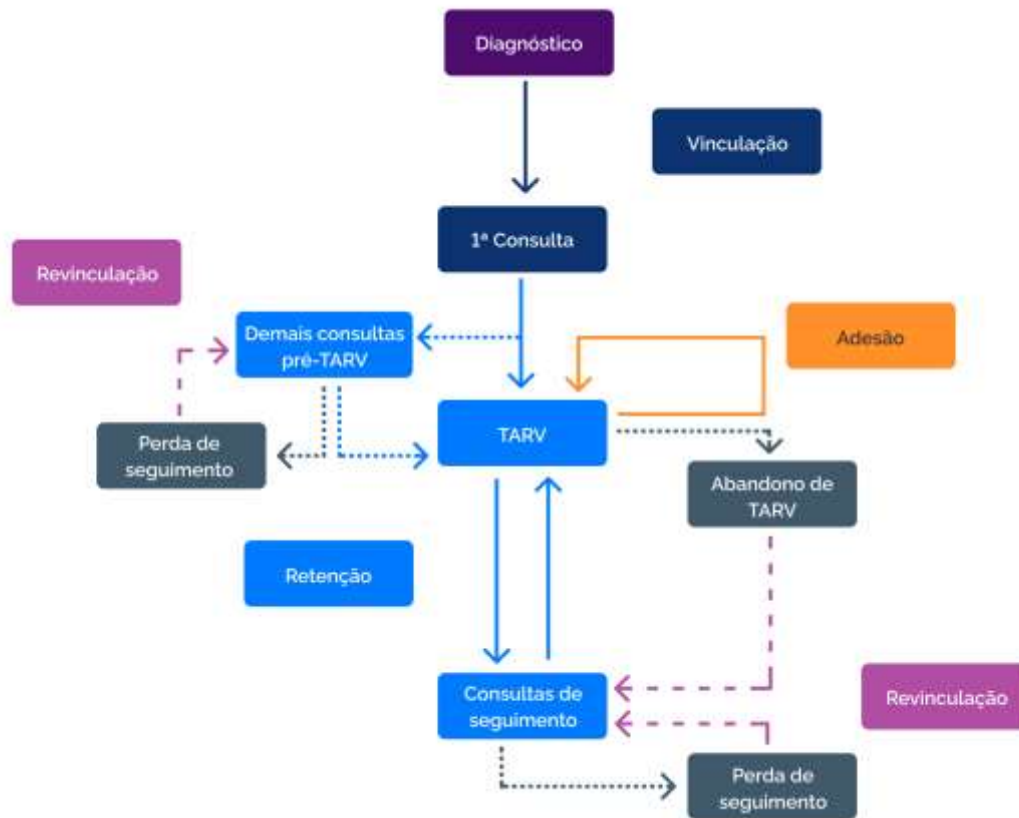 Diagnóstico
Vinculação
1ª Consulta
Revinculação
Demais consultas
pré-TARV
Adesão
TARV
Perda de
seguimento
Abandono de
TARV
Retenção
Consultas de
seguimento
Revinculação
Perda de
seguimento